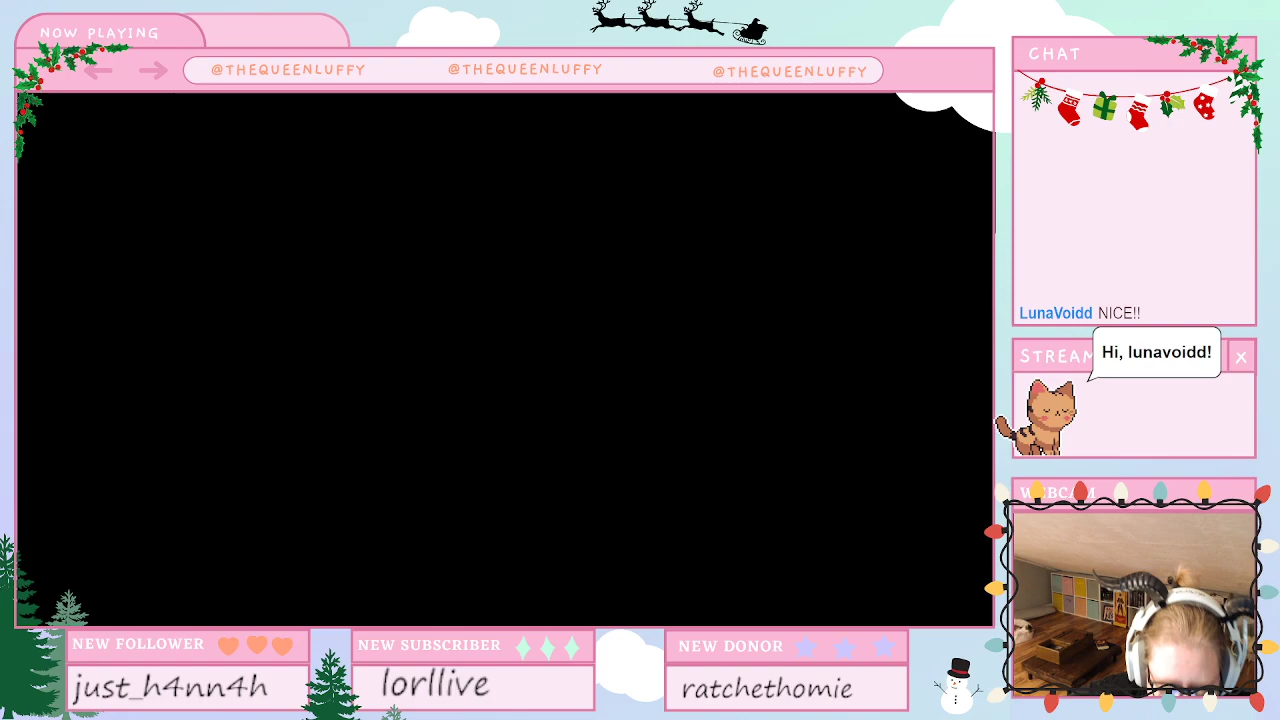 NOW PLAYING
@THEQUEENLUFFY @THEQUEENLUFFY @THEQUEENLUFFY
CHAT
LunaVoidd NICE!!
STREAM
Hi, lunavoidd!
X
WEBCAM
NEW FOLLOWER
just_h4nn4h
NEW SUBSCRIBER
lorllive
NEW DONOR
ratchethomie